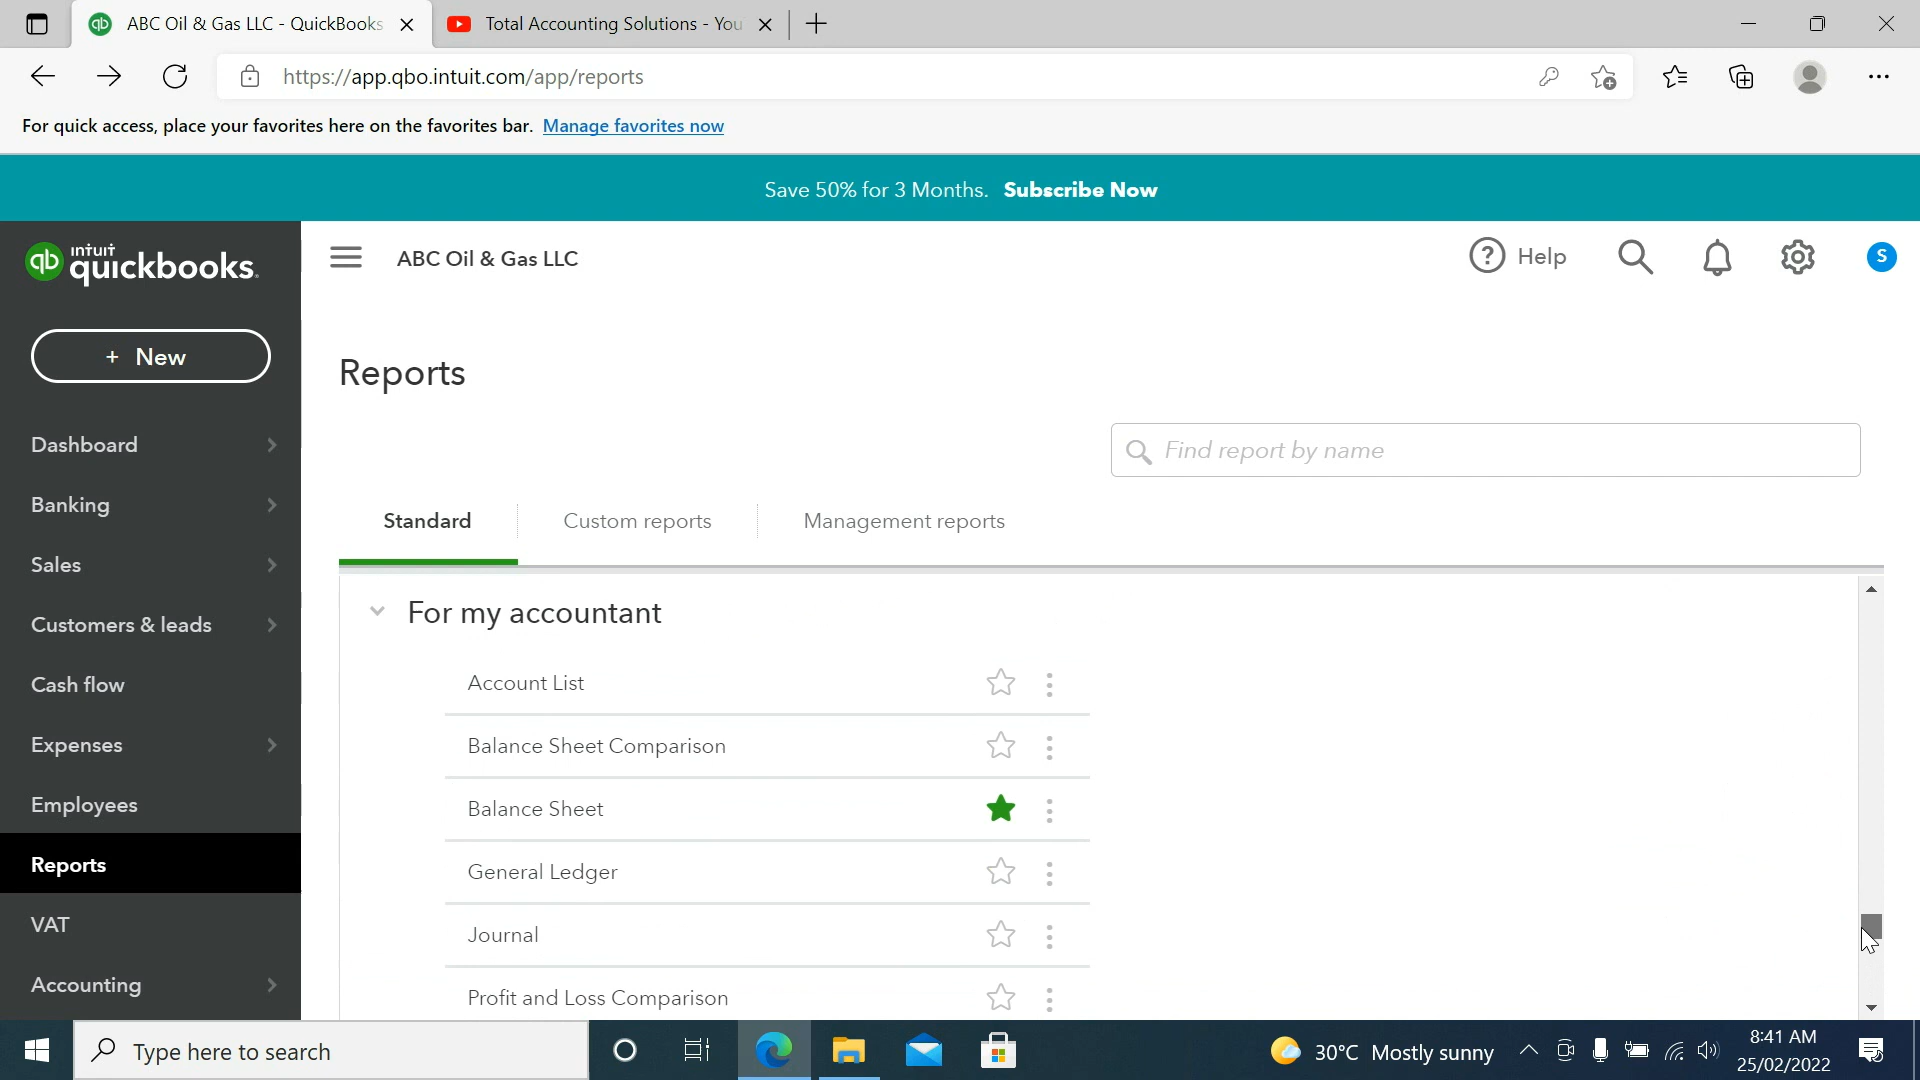 ABC Oil & Gas LLC - QuickBooks
Total Accounting Solutions - You
https://app.qbo.intuit.com/app/reports
For quick access, place your favorites here on the favorites bar. Manage favorites now
Save 50% for 3 Months. Subscribe Now
qb intuit quickbooks.
ABC Oil & Gas LLC
? Help
S
+ New
Reports
Dashboard
Find report by name
Banking
Standard
Custom reports
Management reports
Sales
For my accountant
Customers & leads
Account List
Cash flow
Balance Sheet Comparison
Expenses
Balance Sheet
Employees
General Ledger
Reports
Journal
VAT
Profit and Loss Comparison
Accounting
Type here to search
30°C Mostly sunny
8:41 AM
25/02/2022